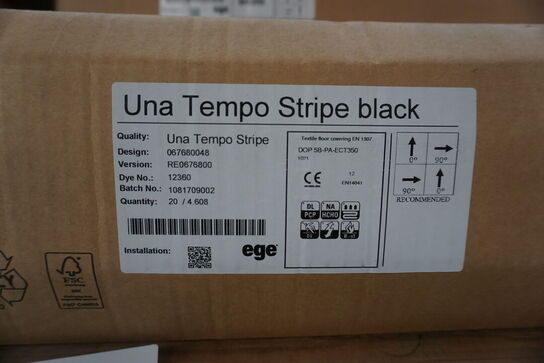 Una Tempo Stripe black
Quality: Una Tempo Stripe
Design: 067680048
Version: RE0676800
Dye No.: 12360
Batch No.: 1081709002
Quantity: 20 / 4.608
Installation:
ege
Textile floor covering EN 1307
DOP 5B-PA-ECT350
CE
12
EN14041
DL
PCP
NA
HCHO
0°
90°
90°
0°
RECOMMENDED
FSC